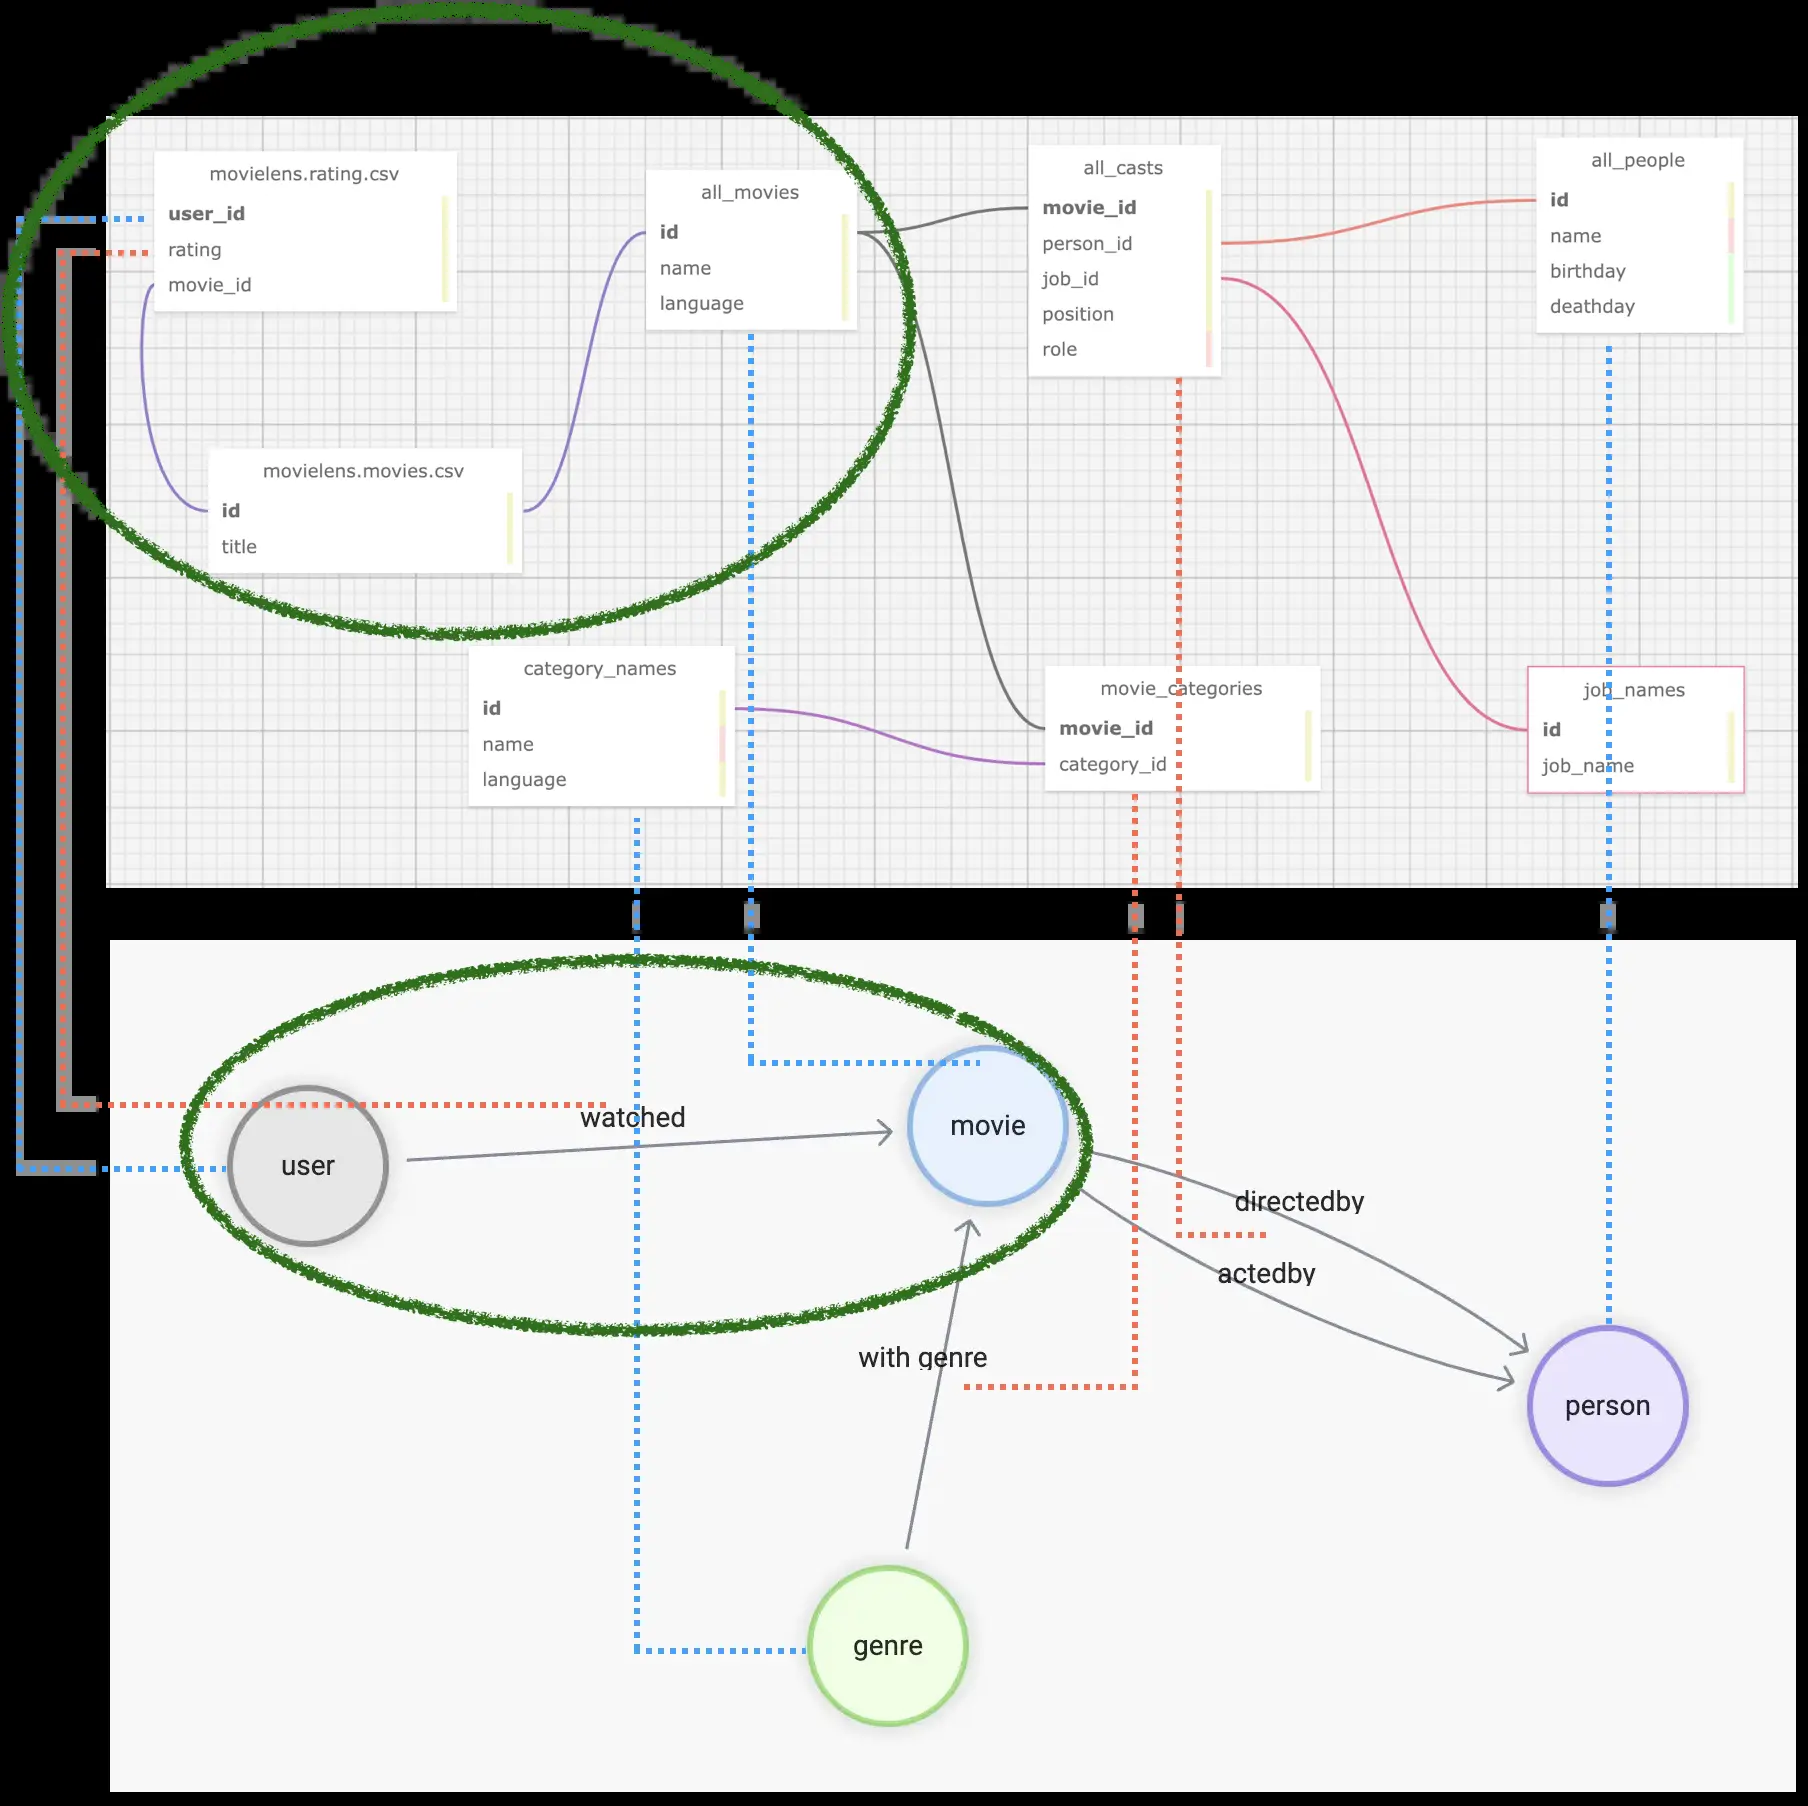 movielens.rating.csv
user_id
rating
movie_id
all_movies
id
name
language
all_casts
movie_id
person_id
job_id
position
role
all_people
id
name
birthday
deathday
movielens.movies.csv
id
title
category_names
id
name
language
movie_categories
movie_id
category_id
job_names
id
job_name
user
watched
movie
directedby
actedby
with genre
person
genre